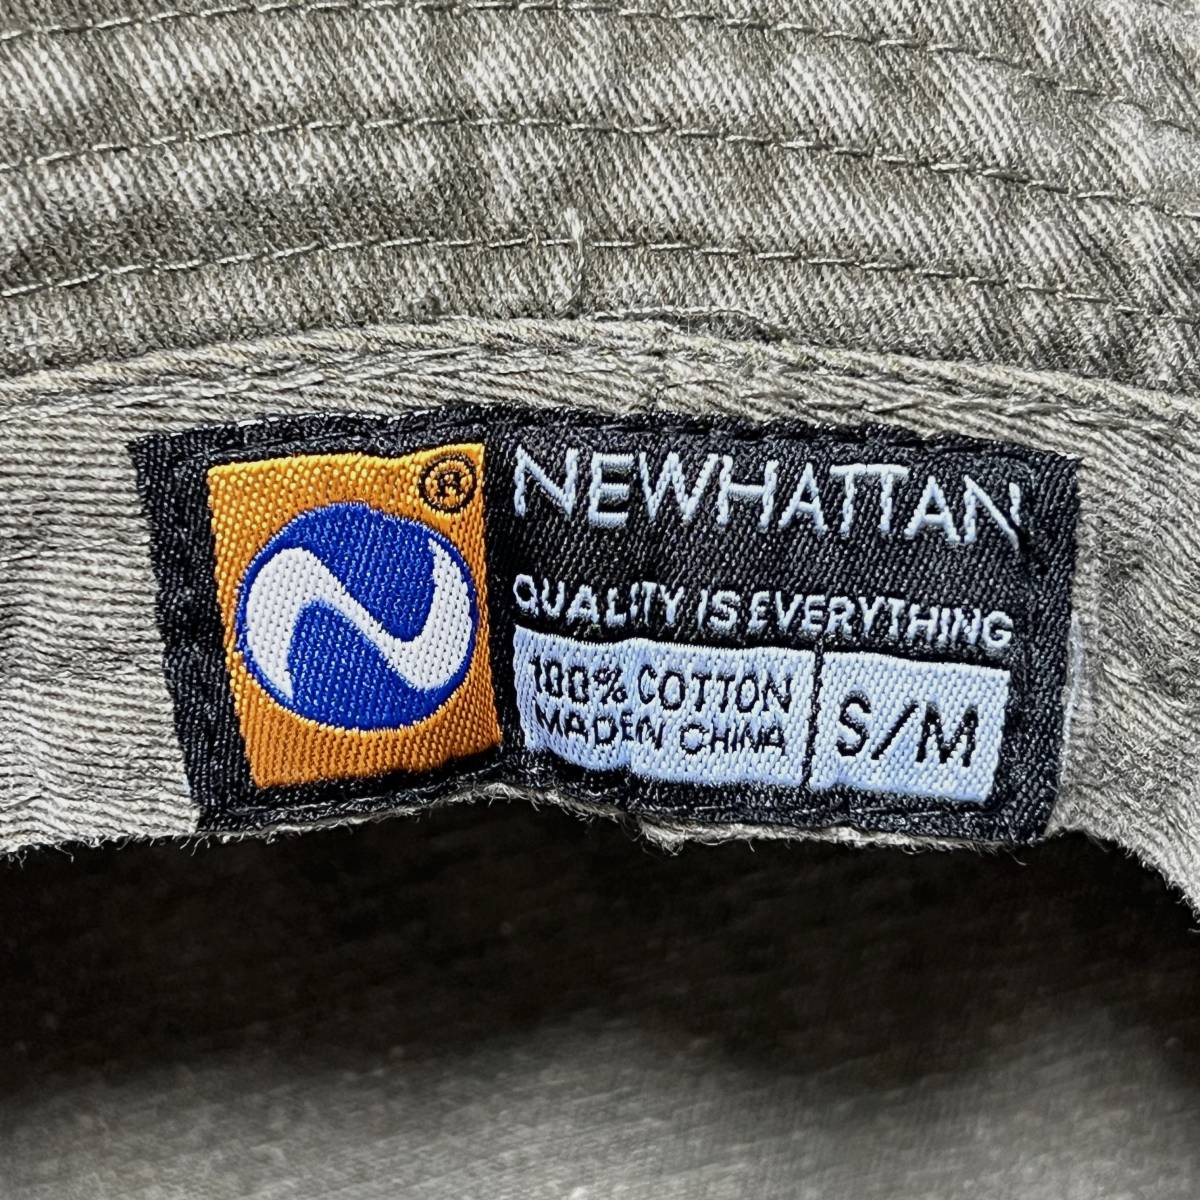 ®
NEWHATTAN
QUALITY IS EVERYTHING
100% COTTON
MADE IN CHINA
S/M